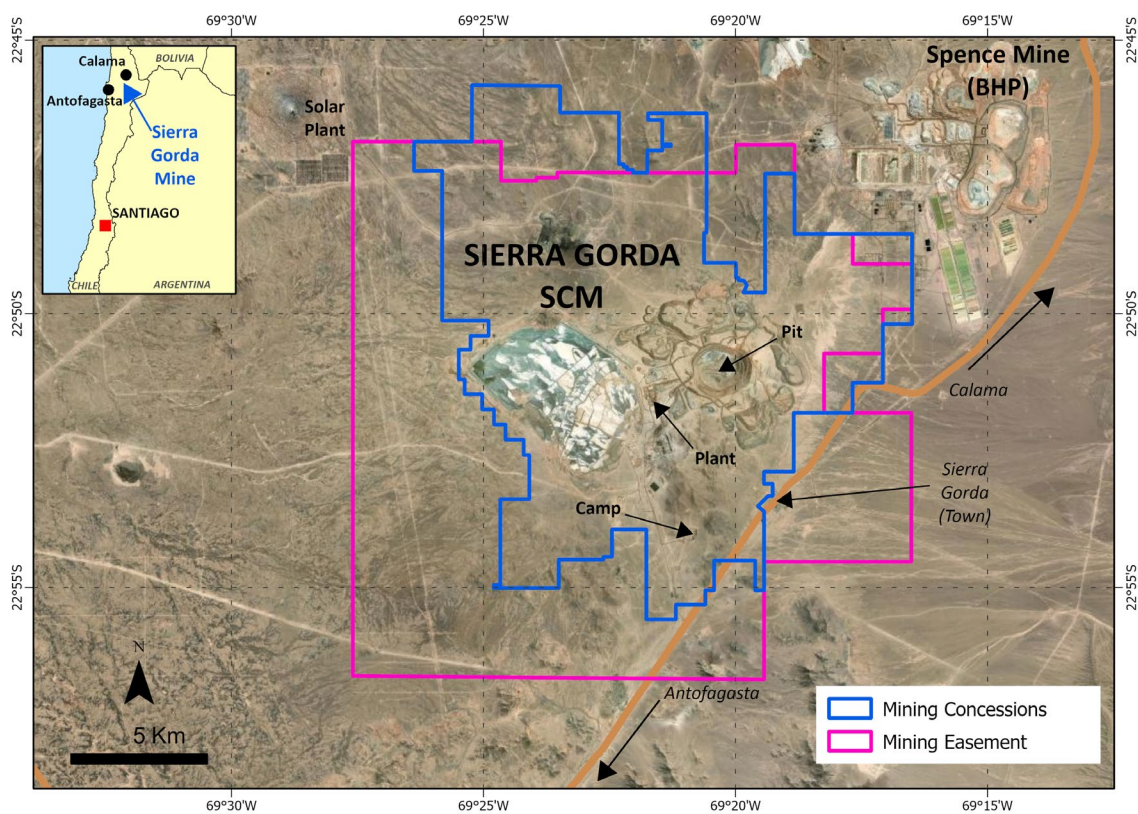 69°30'W
69°25'W
69°20'W
69°15'W
22°45'S
22°45'S
Calama
BOLIVIA
Antofagasta
Sierra
Gorda
Mine
SANTIAGO
CHILE
ARGENTINA
Solar
Plant
Spence Mine
(BHP)
SIERRA GORDA
SCM
22°50'S
22°50'S
Pit
Calama
Plant
Sierra
Gorda
(Town)
Camp
22°55'S
22°55'S
N
Antofagasta
5 Km
Mining Concessions
Mining Easement
69°30'W
69°25'W
69°20'W
69°15'W